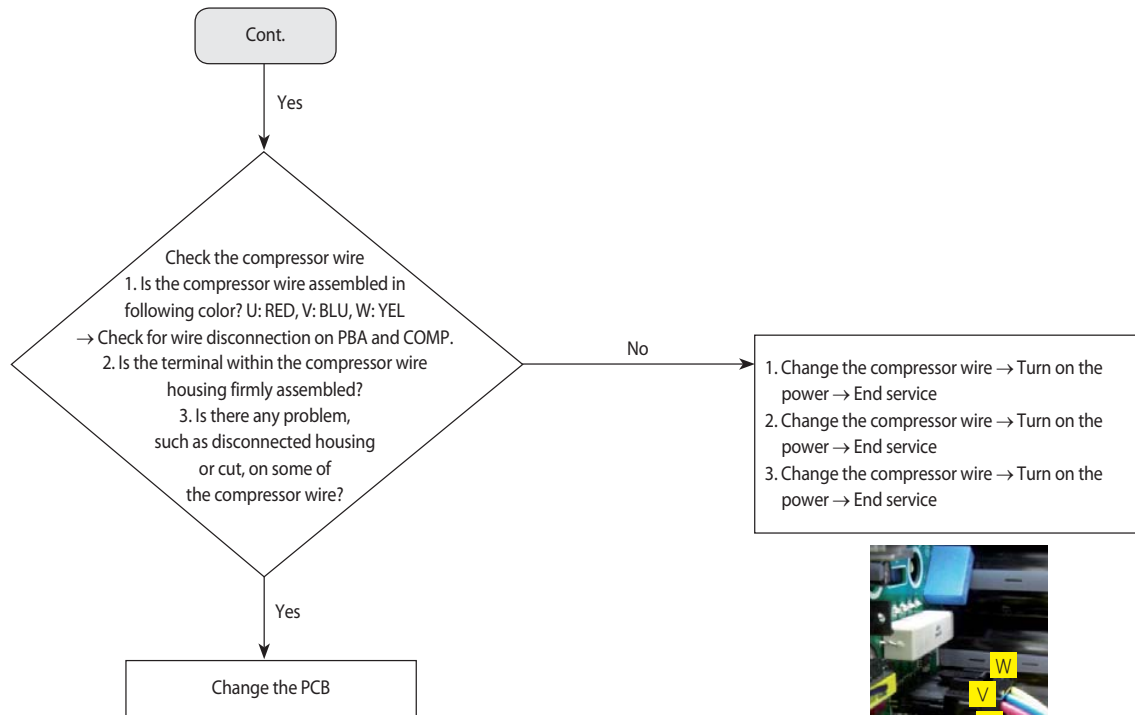 Cont.
Yes
Check the compressor wire
1. Is the compressor wire assembled in
following color? U: RED, V: BLU, W: YEL
→ Check for wire disconnection on PBA and COMP.
2. Is the terminal within the compressor wire
housing firmly assembled?
3. Is there any problem,
such as disconnected housing
or cut, on some of
the compressor wire?
No
1. Change the compressor wire → Turn on the
power → End service
2. Change the compressor wire → Turn on the
power → End service
3. Change the compressor wire → Turn on the
power → End service
Yes
Change the PCB
W
V